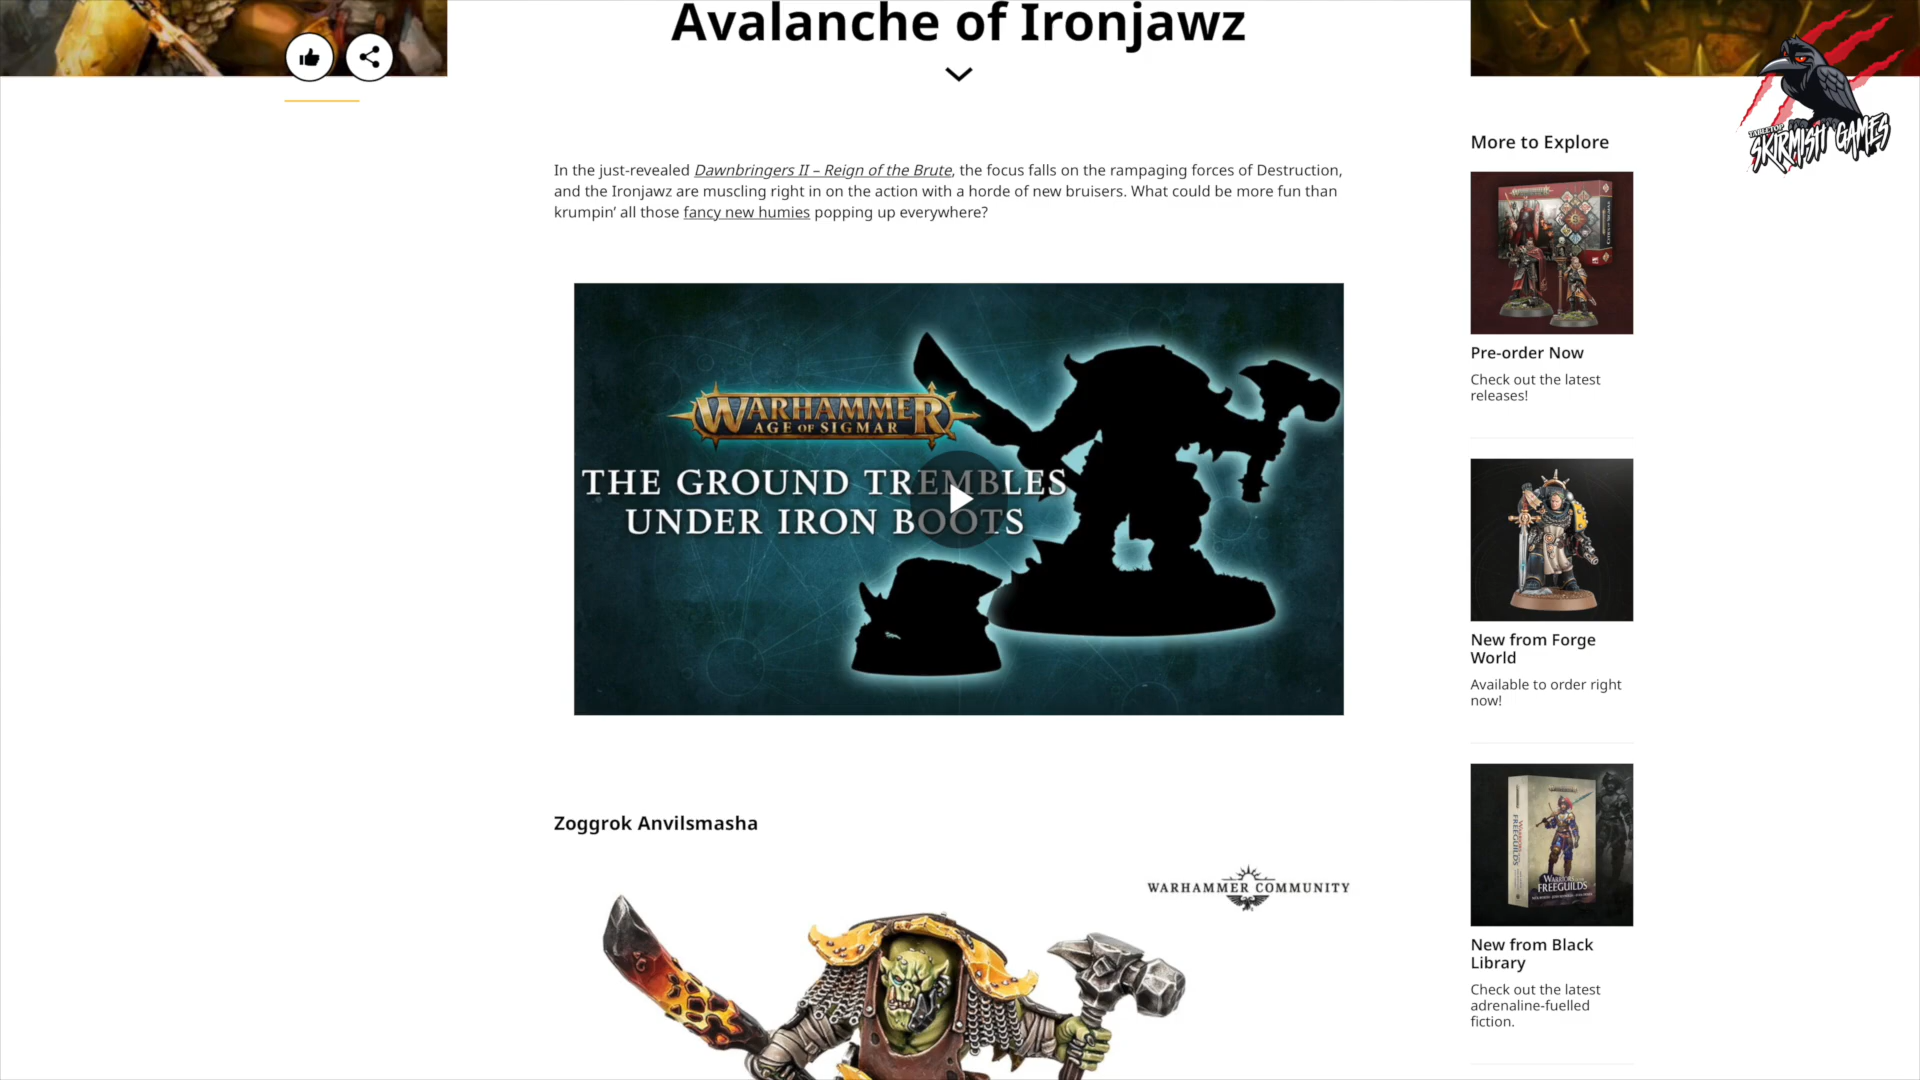 Avalanche of Ironjawz
TABLETOP
SKIRMISH GAMES
In the just-revealed Dawnbringers II – Reign of the Brute, the focus falls on the rampaging forces of Destruction,
and the Ironjawz are muscling right in on the action with a horde of new bruisers. What could be more fun than
krumpin’ all those fancy new humies popping up everywhere?
WARHAMMER
AGE OF SIGMAR
THE GROUND TREMBLES
UNDER IRON BOOTS
Zoggrok Anvilsmasha
WARHAMMER COMMUNITY
More to Explore
Pre-order Now
Check out the latest
releases!
New from Forge
World
Available to order right
now!
FREEGUILDS
WARRIORS
FREEGUILDS
New from Black
Library
Check out the latest
adrenaline-fuelled
fiction.